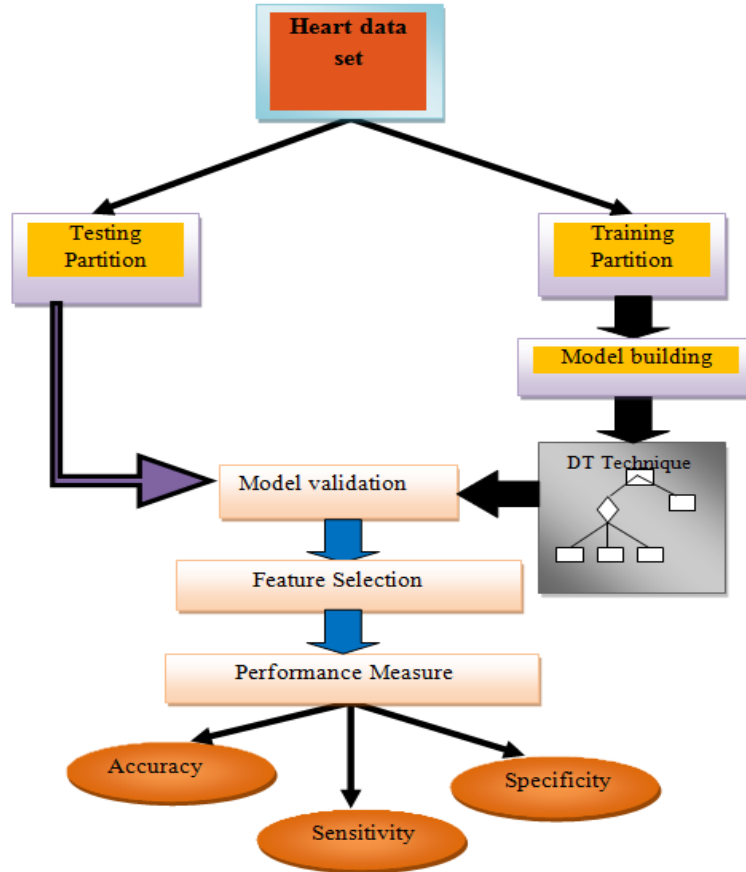 Heart data
set
Testing
Partition
Training
Partition
Model building
DT Technique
Model validation
Feature Selection
Performance Measure
Accuracy
Specificity
Sensitivity